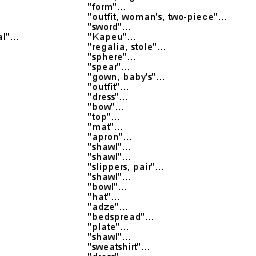 "form"...
"outfit, woman's, two-piece"...
"sword"...
al"... "Kapeu"...
"regalia, stole"...
"sphere"...
"spear"...
"gown, baby's"...
"outfit"...
"dress"...
"bow"...
"top"...
"mat"...
"apron"...
"shawl"...
"shawl"...
"slippers, pair"...
"shawl"...
"bowl"...
"hat"...
"adze"...
"bedspread"...
"plate"...
"shawl"...
"sweatshirt"...